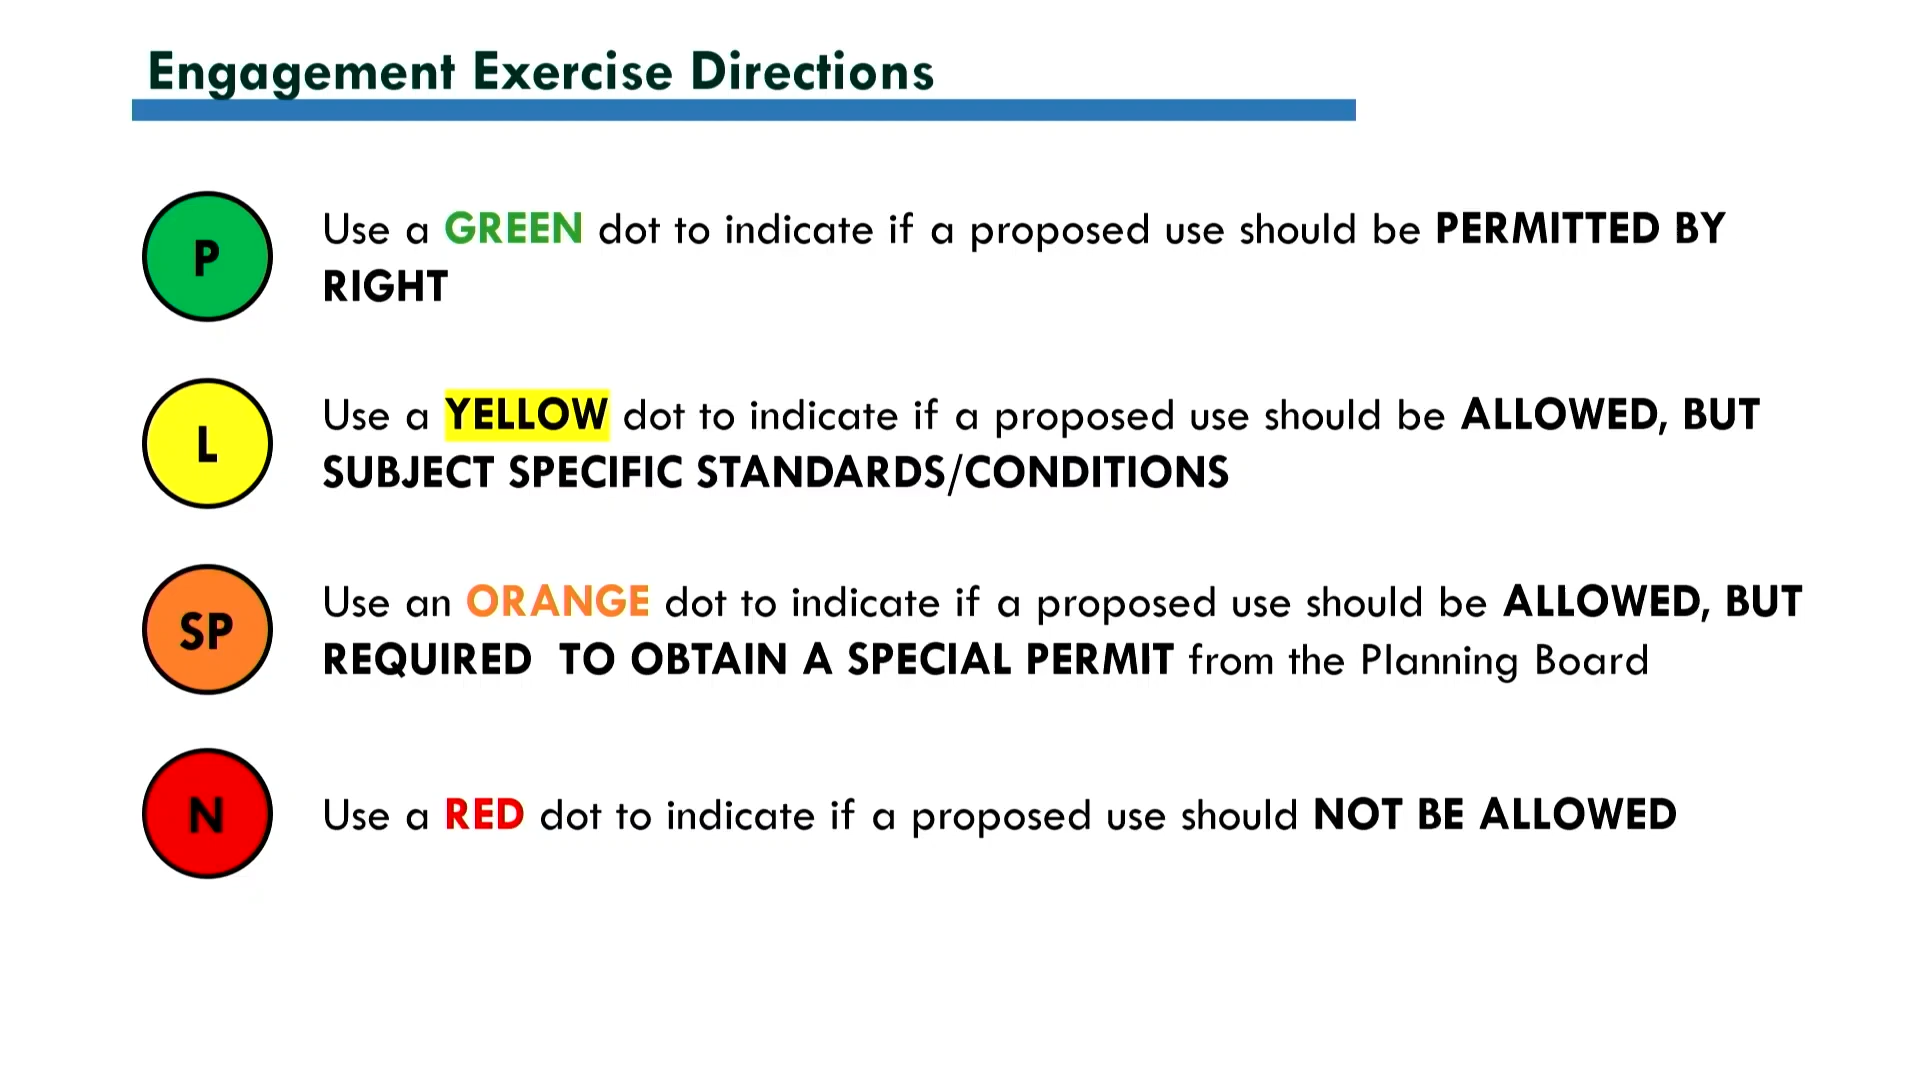 Engagement Exercise Directions
P
Use a GREEN dot to indicate if a proposed use should be PERMITTED BY
RIGHT
L
Use a YELLOW dot to indicate if a proposed use should be ALLOWED, BUT
SUBJECT SPECIFIC STANDARDS/CONDITIONS
SP
Use an ORANGE dot to indicate if a proposed use should be ALLOWED, BUT
REQUIRED  TO OBTAIN A SPECIAL PERMIT from the Planning Board
N
Use a RED dot to indicate if a proposed use should NOT BE ALLOWED